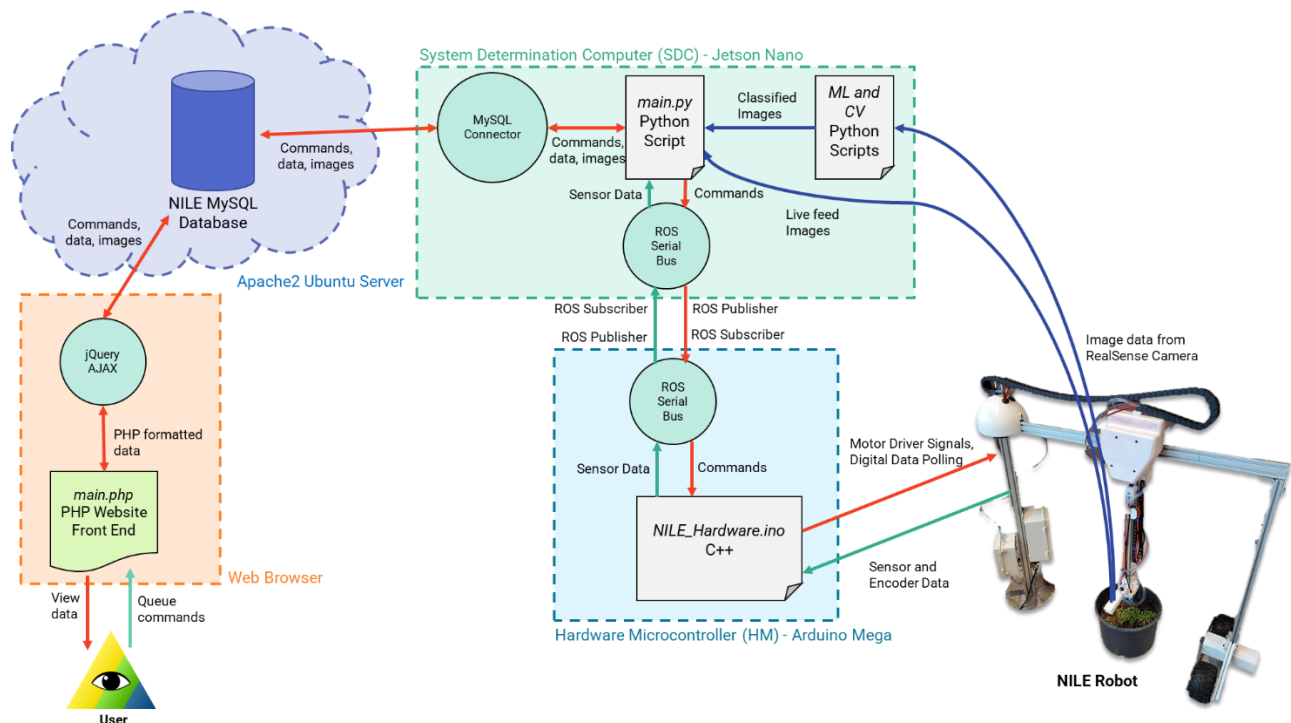 System Determination Computer (SDC) - Jetson Nano
NILE MySQL
Database
Commands,
data, images
Commands,
data, images
Apache2 Ubuntu Server
MySQL
Connector
Commands,
data, images
main.py
Python
Script
Classified
Images
ML and
CV
Python
Scripts
Sensor Data
Commands
Live feed
Images
ROS
Serial
Bus
ROS Subscriber
ROS Publisher
ROS Publisher
ROS Subscriber
ROS
Serial
Bus
Sensor Data
Commands
NILE_Hardware.ino
C++
Hardware Microcontroller (HM) - Arduino Mega
Motor Driver Signals,
Digital Data Polling
Sensor and
Encoder Data
Image data from
RealSense Camera
NILE Robot
jQuery
AJAX
PHP formatted
data
main.php
PHP Website
Front End
Web Browser
View
data
Queue
commands
User